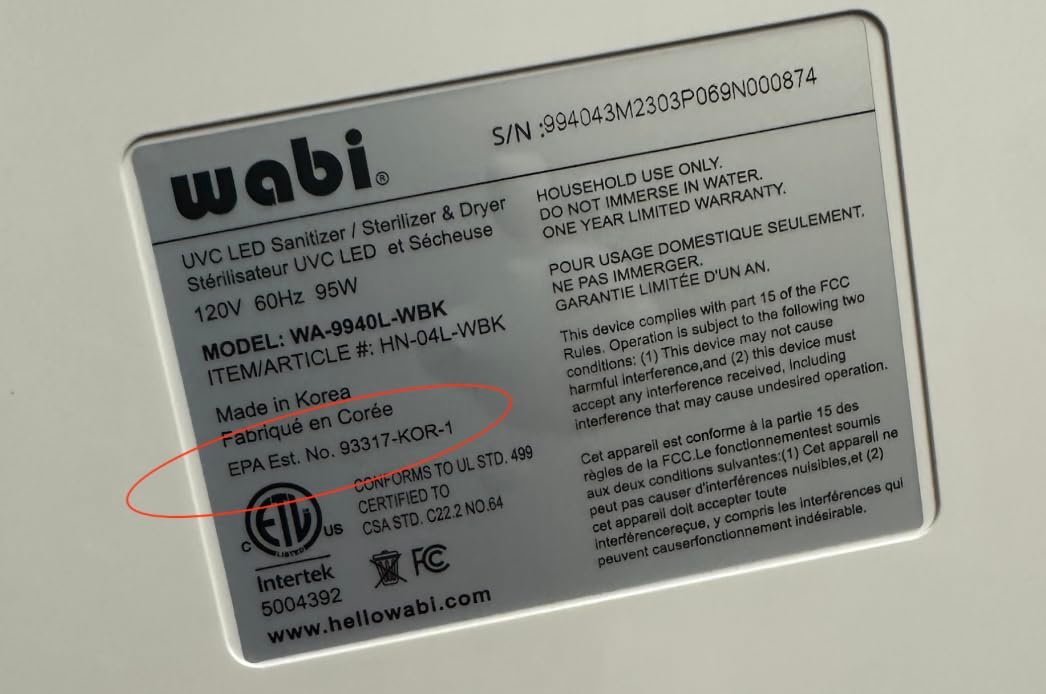 wabi®
S/N :994043M2303P069N000874
UVC LED Sanitizer / Sterilizer & Dryer
Stérilisateur UVC LED et Sécheuse
120V 60Hz 95W
MODEL: WA-9940L-WBK
ITEM/ARTICLE #: HN-04L-WBK
Made in Korea
Fabriqué en Corée
EPA Est. No. 93317-KOR-1
CONFORMS TO UL STD. 499
CERTIFIED TO
CSA STD. C22.2 NO.64
ETL
LISTED
C US
Intertek
5004392
FC
www.hellowabi.com
HOUSEHOLD USE ONLY.
DO NOT IMMERSE IN WATER.
ONE YEAR LIMITED WARRANTY.
POUR USAGE DOMESTIQUE SEULEMENT.
NE PAS IMMERGER.
GARANTIE LIMITÉE D'UN AN.
This device complies with part 15 of the FCC
Rules. Operation is subject to the following two
conditions: (1) This device may not cause
harmful interference,and (2) this device must
accept any interference received, Including
interference that may cause undesired operation.
Cet appareil est conforme à la partie 15 des
règles de la FCC.Le fonctionnementest soumis
aux deux conditions suivantes:(1) Cet appareil ne
peut pas causer d'interférences nuisibles,et (2)
cet appareil doit accepter toute
interférencereçue, y compris les interférences qui
peuvent causerfonctionnement indésirable.